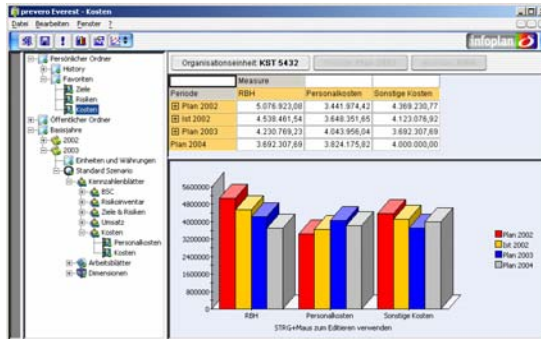 prevero Everest - Kosten
Datei Bearbeiten Fenster ?
infoplan
Persönlicher Ordner
History
Favoriten
Ziele
Risiken
Kosten
Öffentlicher Ordner
Basisjahre
2002
2003
Einheiten und Währungen
Standard Szenario
Kennzahlenblätter
BSC
Risikoinventar
Ziele & Risiken
Umsatz
Kosten
Personalkosten
Kosten
Arbeitsblätter
Dimensionen
Organisationseinheit: KST 5432
Measure
Periode RBH Personalkosten Sonstige Kosten
Plan 2002 5.076.923,08 3.441.874,42 4.369.230,77
Ist 2002 4.538.461,54 3.648.351,65 4.123.076,92
Plan 2003 4.230.769,23 4.043.956,04 3.692.307,69
Plan 2004 3.692.307,69 3.824.175,82 4.000.000,00
5600000
4800000
4000000
3200000
2400000
1600000
800000
0
RBH Personalkosten Sonstige Kosten
Plan 2002
Ist 2002
Plan 2003
Plan 2004
STRG+Maus zum Editieren verwenden